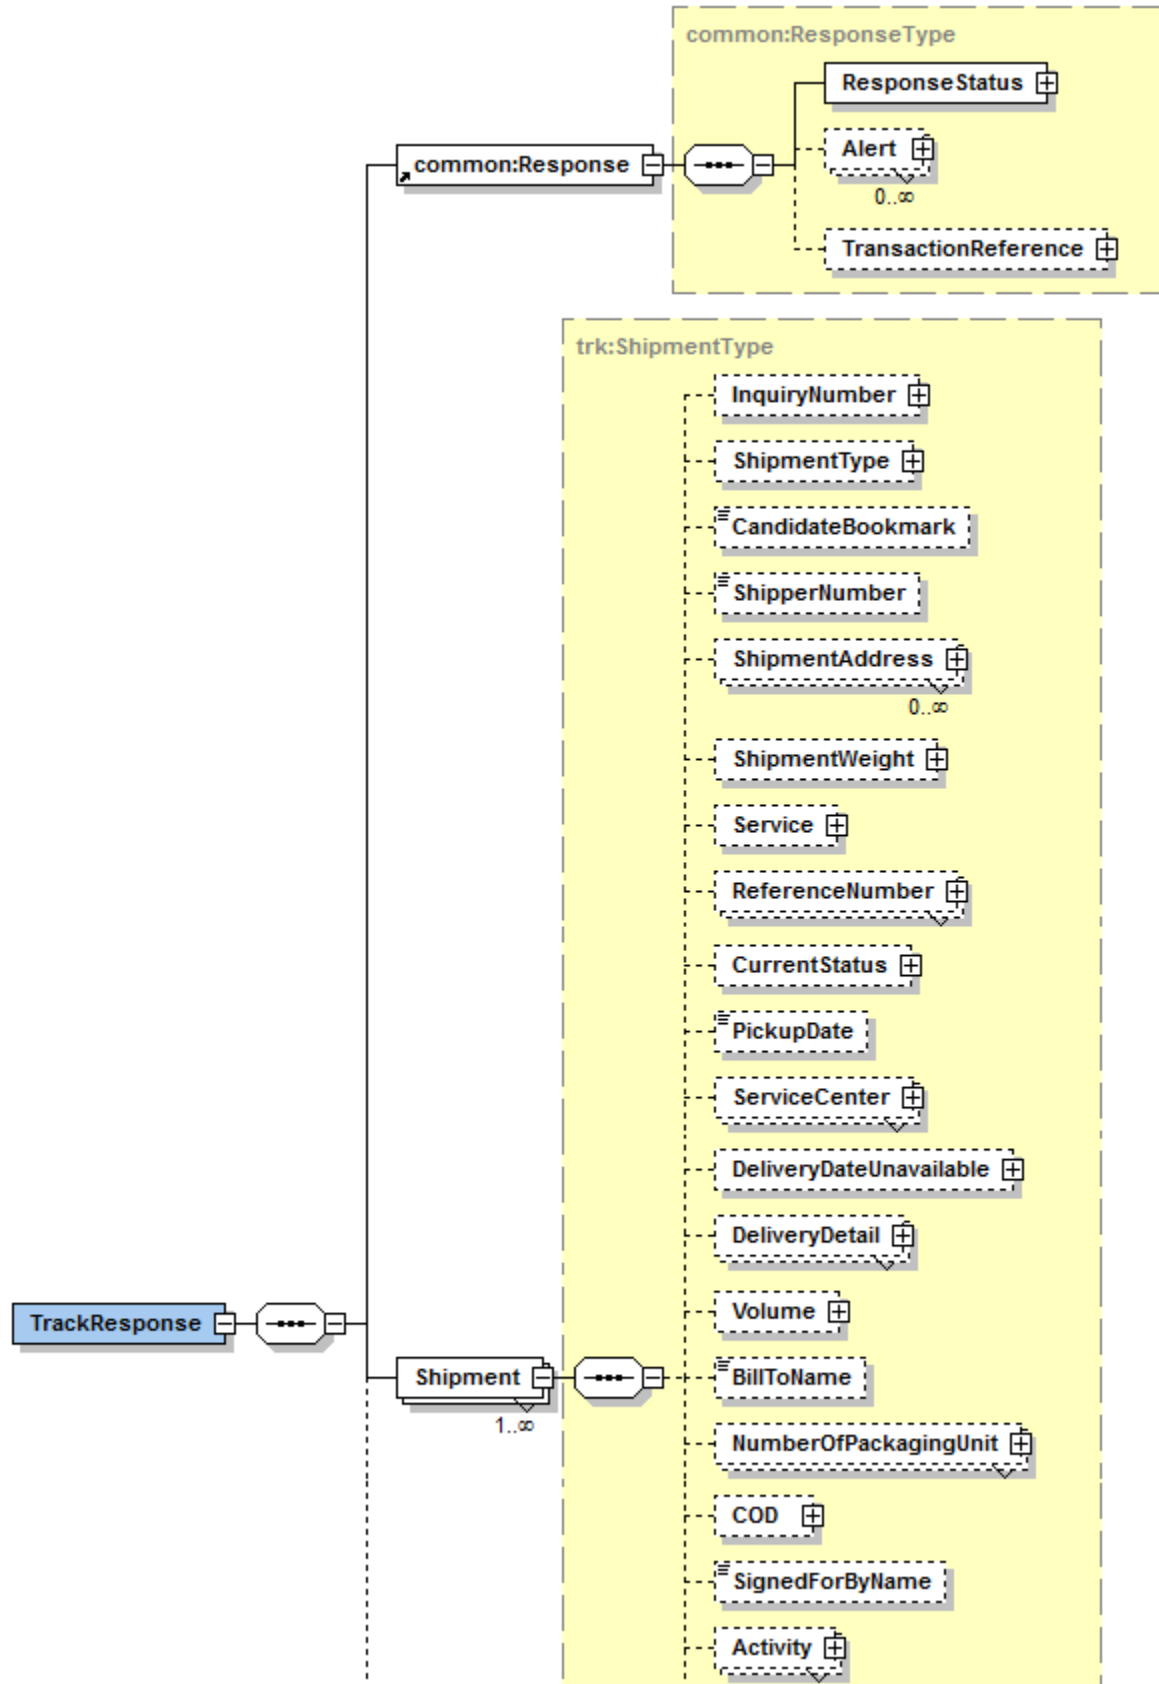 common:ResponseType
ResponseStatus
common:Response
Alert
0..∞
TransactionReference
trk:ShipmentType
InquiryNumber
ShipmentType
CandidateBookmark
ShipperNumber
ShipmentAddress
0..∞
ShipmentWeight
Service
ReferenceNumber
CurrentStatus
PickupDate
ServiceCenter
DeliveryDateUnavailable
DeliveryDetail
Volume
TrackResponse
Shipment
1..∞
BillToName
NumberOfPackagingUnit
COD
SignedForByName
Activity